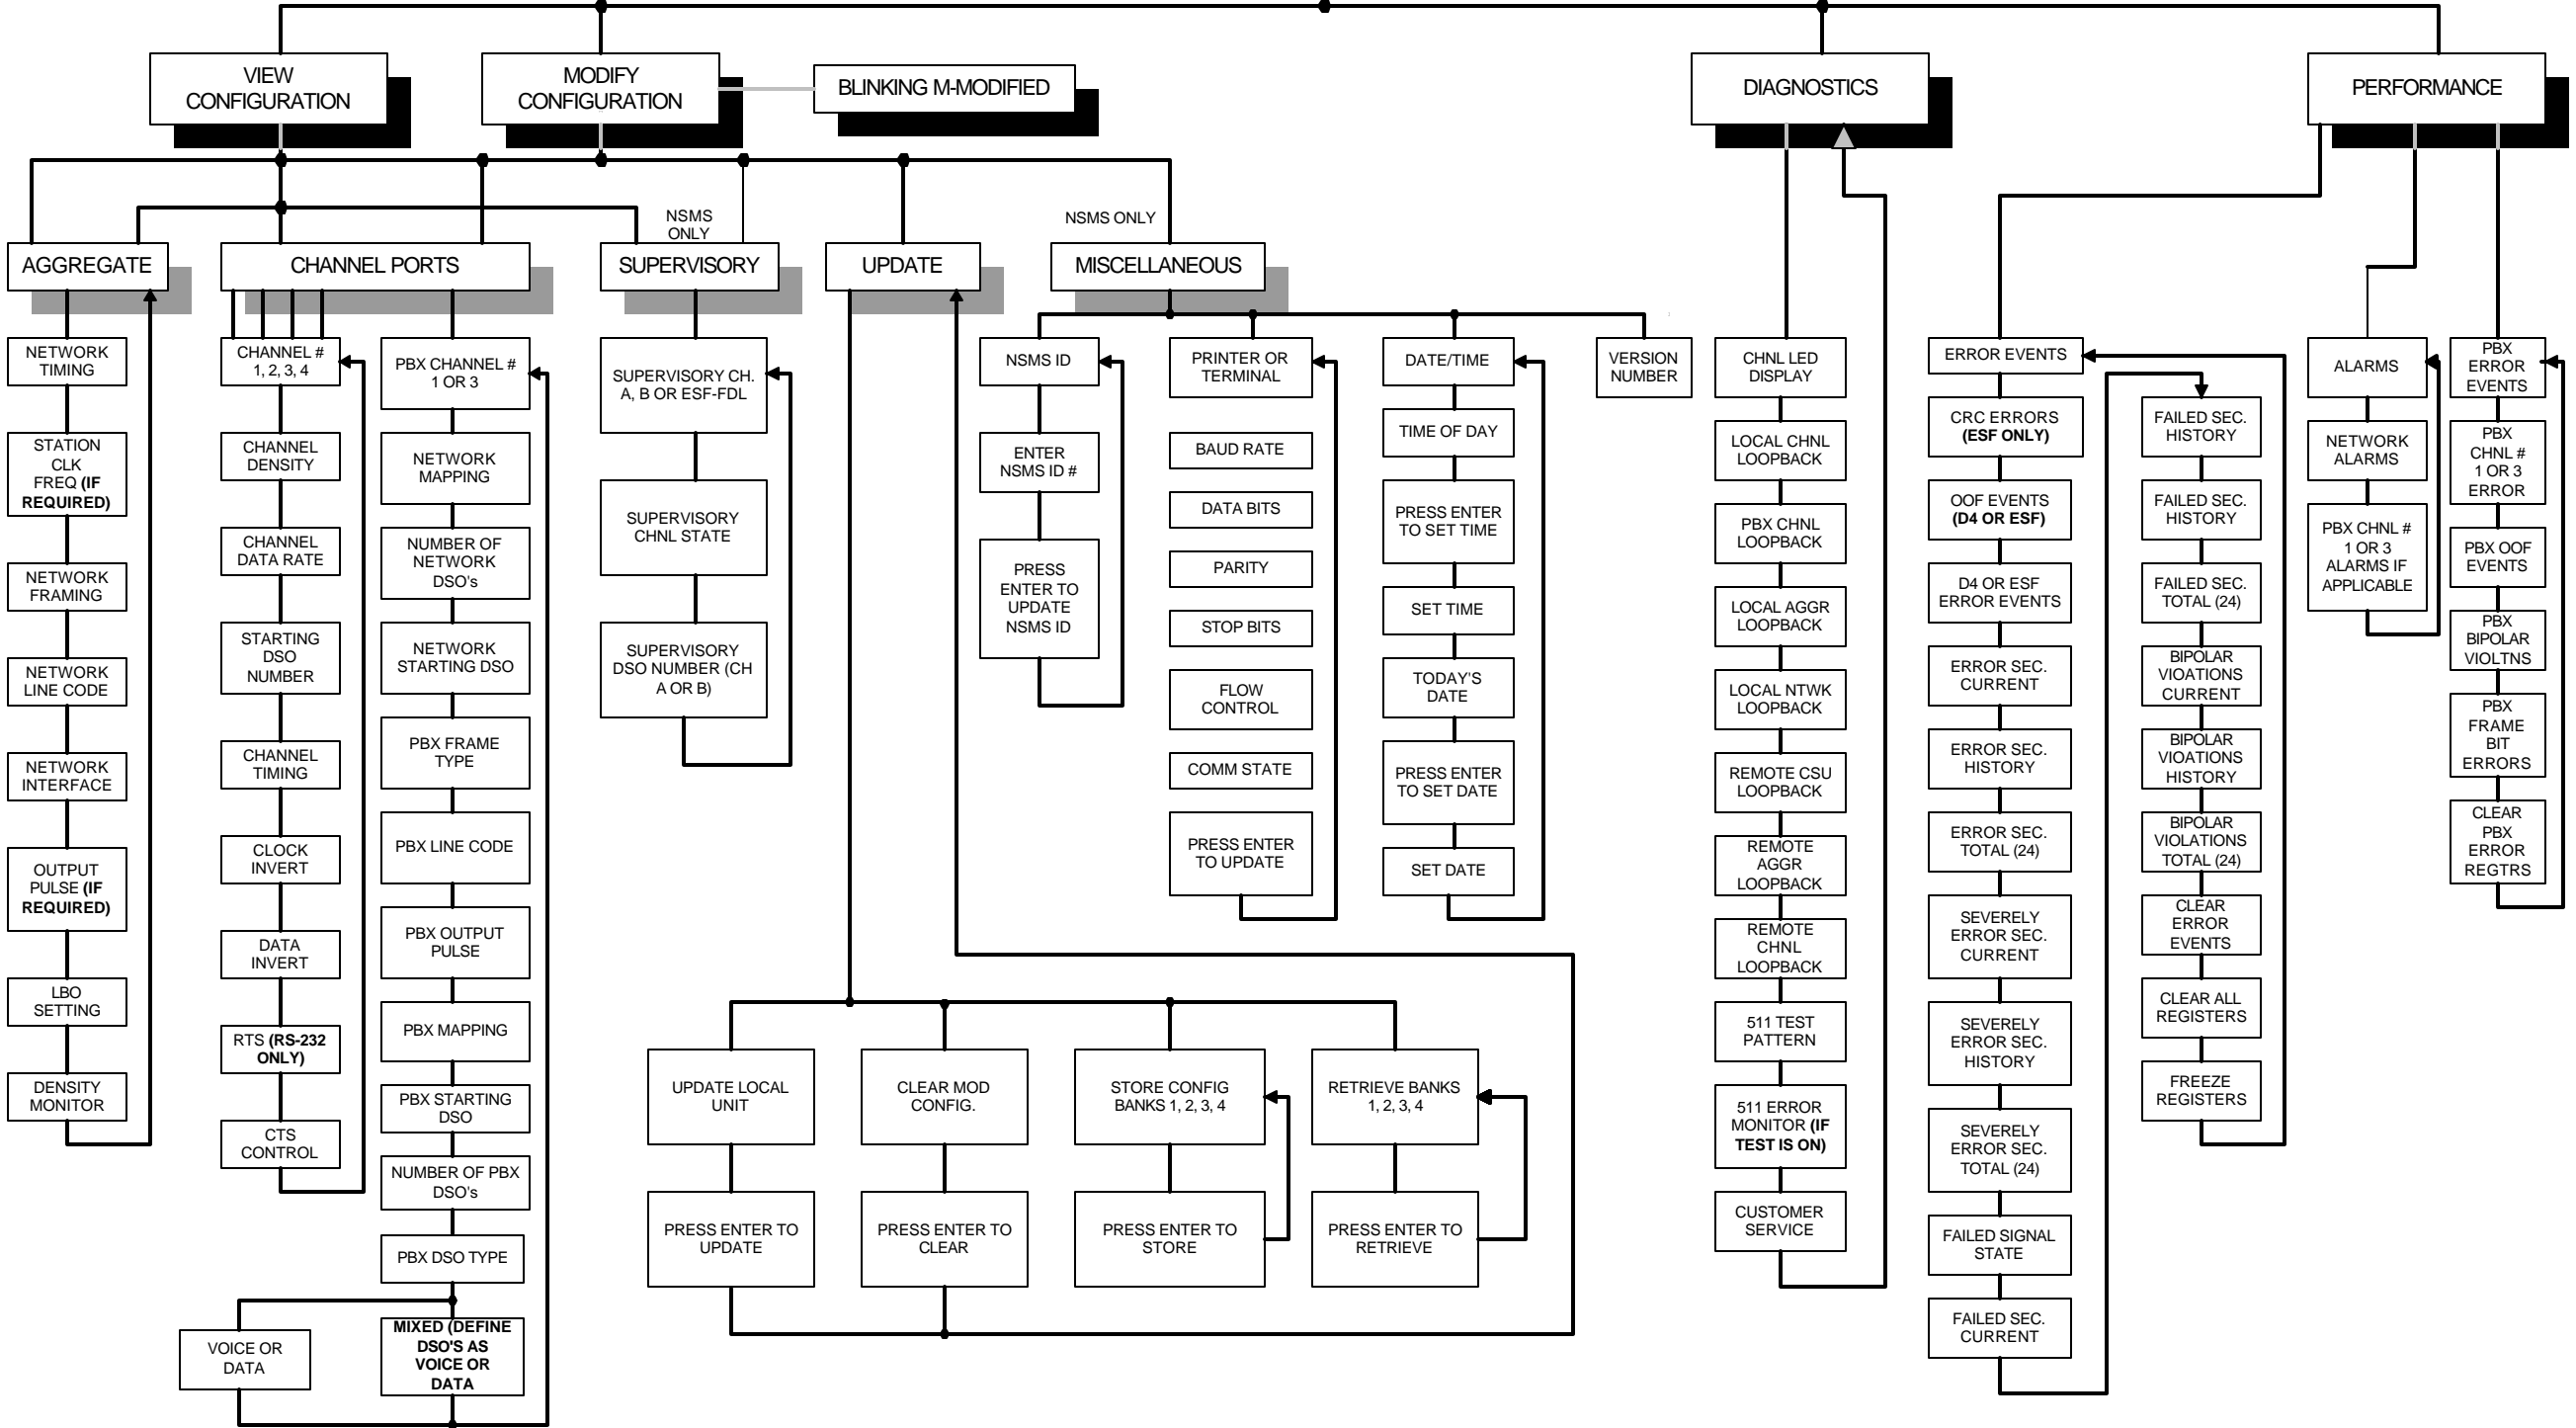 VIEW
CONFIGURATION
MODIFY
CONFIGURATION
BLINKING M-MODIFIED
DIAGNOSTICS
PERFORMANCE
NSMS
ONLY
NSMS ONLY
AGGREGATE
CHANNEL PORTS
SUPERVISORY
UPDATE
MISCELLANEOUS
NETWORK
TIMING
STATION
CLK
FREQ (IF
REQUIRED)
NETWORK
FRAMING
NETWORK
LINE CODE
NETWORK
INTERFACE
OUTPUT
PULSE (IF
REQUIRED)
LBO
SETTING
DENSITY
MONITOR
CHANNEL #
1, 2, 3, 4
CHANNEL
DENSITY
CHANNEL
DATA RATE
STARTING
DSO
NUMBER
CHANNEL
TIMING
CLOCK
INVERT
DATA
INVERT
RTS (RS-232
ONLY)
CTS
CONTROL
PBX CHANNEL #
1 OR 3
NETWORK
MAPPING
NUMBER OF
NETWORK
DSO's
NETWORK
STARTING DSO
PBX FRAME
TYPE
PBX LINE CODE
PBX OUTPUT
PULSE
PBX MAPPING
PBX STARTING
DSO
NUMBER OF PBX
DSO's
PBX DSO TYPE
VOICE OR
DATA
MIXED (DEFINE
DSO'S AS
VOICE OR
DATA
SUPERVISORY CH.
A, B OR ESF-FDL
SUPERVISORY
CHNL STATE
SUPERVISORY
DSO NUMBER (CH
A OR B)
UPDATE LOCAL
UNIT
PRESS ENTER TO
UPDATE
CLEAR MOD
CONFIG.
PRESS ENTER TO
CLEAR
STORE CONFIG
BANKS 1, 2, 3, 4
PRESS ENTER TO
STORE
RETRIEVE BANKS
1, 2, 3, 4
PRESS ENTER TO
RETRIEVE
NSMS ID
ENTER
NSMS ID #
PRESS
ENTER TO
UPDATE
NSMS ID
PRINTER OR
TERMINAL
BAUD RATE
DATA BITS
PARITY
STOP BITS
FLOW
CONTROL
COMM STATE
PRESS ENTER
TO UPDATE
DATE/TIME
TIME OF DAY
PRESS ENTER
TO SET TIME
SET TIME
TODAY'S
DATE
PRESS ENTER
TO SET DATE
SET DATE
VERSION
NUMBER
CHNL LED
DISPLAY
LOCAL CHNL
LOOPBACK
PBX CHNL
LOOPBACK
LOCAL AGGR
LOOPBACK
LOCAL NTWK
LOOPBACK
REMOTE CSU
LOOPBACK
REMOTE
AGGR
LOOPBACK
REMOTE
CHNL
LOOPBACK
511 TEST
PATTERN
511 ERROR
MONITOR (IF
TEST IS ON)
CUSTOMER
SERVICE
ERROR EVENTS
CRC ERRORS
(ESF ONLY)
OOF EVENTS
(D4 OR ESF)
D4 OR ESF
ERROR EVENTS
ERROR SEC.
CURRENT
ERROR SEC.
HISTORY
ERROR SEC.
TOTAL (24)
SEVERELY
ERROR SEC.
CURRENT
SEVERELY
ERROR SEC.
HISTORY
SEVERELY
ERROR SEC.
TOTAL (24)
FAILED SIGNAL
STATE
FAILED SEC.
CURRENT
FAILED SEC.
HISTORY
FAILED SEC.
HISTORY
FAILED SEC.
TOTAL (24)
BIPOLAR
VIOATIONS
CURRENT
BIPOLAR
VIOATIONS
HISTORY
BIPOLAR
VIOLATIONS
TOTAL (24)
CLEAR
ERROR
EVENTS
CLEAR ALL
REGISTERS
FREEZE
REGISTERS
ALARMS
NETWORK
ALARMS
PBX CHNL #
1 OR 3
ALARMS IF
APPLICABLE
PBX
ERROR
EVENTS
PBX
CHNL #
1 OR 3
ERROR
PBX OOF
EVENTS
PBX
BIPOLAR
VIOLTNS
PBX
FRAME
BIT
ERRORS
CLEAR
PBX
ERROR
REGTRS